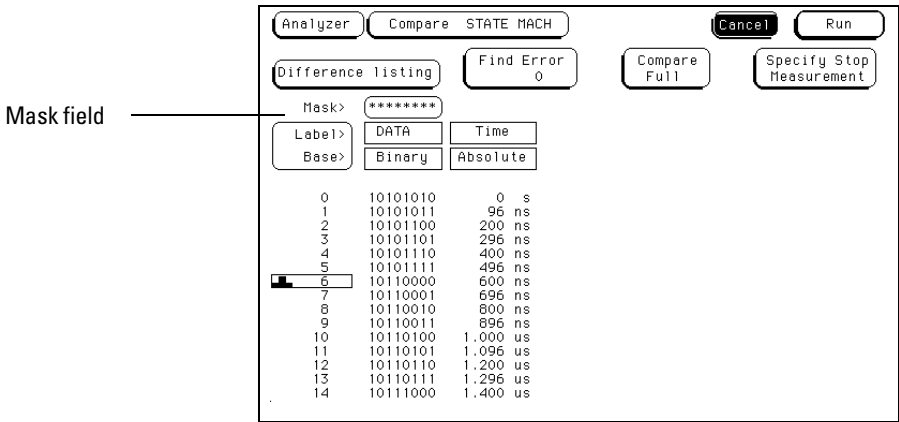 Analyzer Compare STATE MACH Cancel Run
Difference listing Find Error 0 Compare Full Specify Stop Measurement
Mask field
Mask> ********
Label> DATA Time
Base> Binary Absolute
0 10101010 0 s
1 10101011 96 ns
2 10101100 200 ns
3 10101101 296 ns
4 10101110 400 ns
5 10101111 496 ns
6 10110000 600 ns
7 10110001 696 ns
8 10110010 800 ns
9 10110011 896 ns
10 10110100 1.000 us
11 10110101 1.096 us
12 10110110 1.200 us
13 10110111 1.296 us
14 10111000 1.400 us